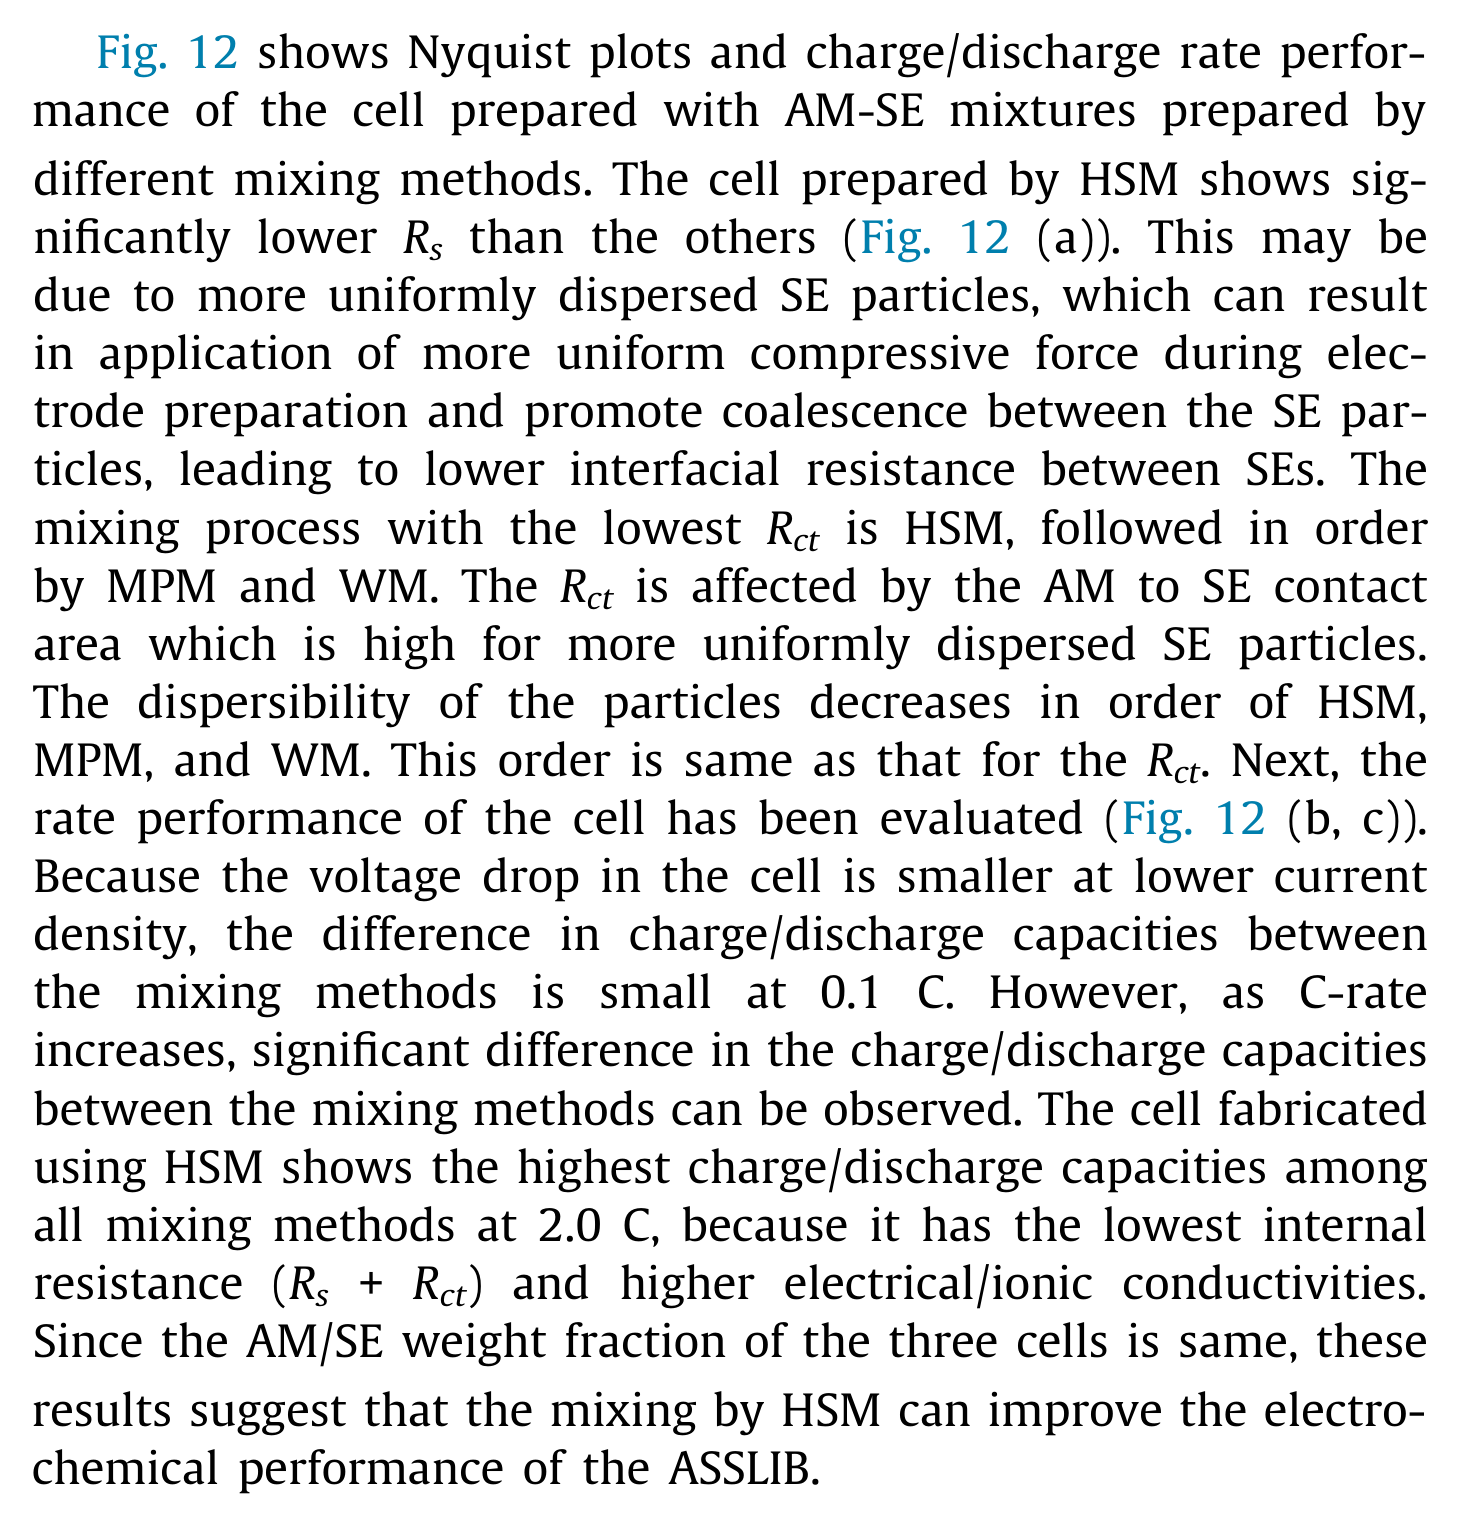 Fig. 12 shows Nyquist plots and charge/discharge rate perfor-
mance of the cell prepared with AM-SE mixtures prepared by
different mixing methods. The cell prepared by HSM shows sig-
nificantly lower Rs than the others (Fig. 12 (a)). This may be
due to more uniformly dispersed SE particles, which can result
in application of more uniform compressive force during elec-
trode preparation and promote coalescence between the SE par-
ticles, leading to lower interfacial resistance between SEs. The
mixing process with the lowest Rct is HSM, followed in order
by MPM and WM. The Rct is affected by the AM to SE contact
area which is high for more uniformly dispersed SE particles.
The dispersibility of the particles decreases in order of HSM,
MPM, and WM. This order is same as that for the Rct. Next, the
rate performance of the cell has been evaluated (Fig. 12 (b, c)).
Because the voltage drop in the cell is smaller at lower current
density, the difference in charge/discharge capacities between
the mixing methods is small at 0.1 C. However, as C-rate
increases, significant difference in the charge/discharge capacities
between the mixing methods can be observed. The cell fabricated
using HSM shows the highest charge/discharge capacities among
all mixing methods at 2.0 C, because it has the lowest internal
resistance (Rs + Rct) and higher electrical/ionic conductivities.
Since the AM/SE weight fraction of the three cells is same, these
results suggest that the mixing by HSM can improve the electro-
chemical performance of the ASSLIB.